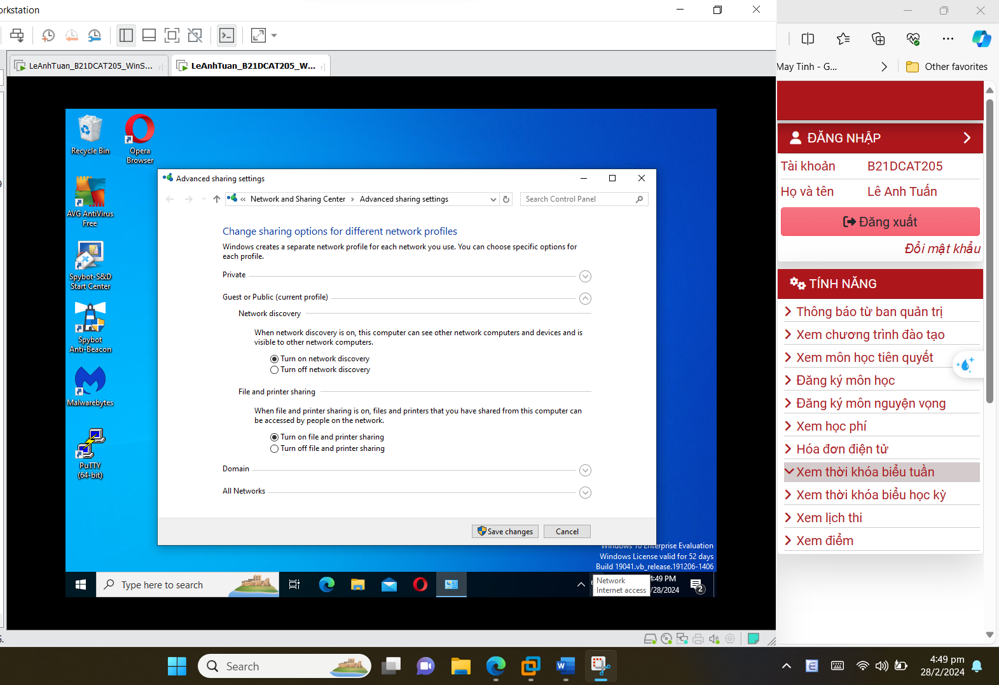 orkstation
LeAnhTuan_B21DCAT205_WinS...
LeAnhTuan_B21DCAT205_W...
Recycle Bin
Opera
Browser
AVG AntiVirus
Free
Spybot-S&D
Start Center
Spybot
Anti-Beacon
Malwarebytes
PuTTY
(64-bit)
Advanced sharing settings
« Network and Sharing Center > Advanced sharing settings
Search Control Panel
Change sharing options for different network profiles
Windows creates a separate network profile for each network you use. You can choose specific options for
each profile.
Private
Guest or Public (current profile)
Network discovery
When network discovery is on, this computer can see other network computers and devices and is
visible to other network computers.
Turn on network discovery
Turn off network discovery
File and printer sharing
When file and printer sharing is on, files and printers that you have shared from this computer can
be accessed by people on the network.
Turn on file and printer sharing
Turn off file and printer sharing
Domain
All Networks
Save changes
Cancel
Windows 10 Enterprise Evaluation
Windows License valid for 52 days
Build 19041.vb_release.191206-1406
Type here to search
Network
Internet access
4:49 PM
/28/2024
2
May Tinh - G...
Other favorites
ĐĂNG NHẬP
Tài khoản B21DCAT205
Họ và tên Lê Anh Tuấn
Đăng xuất
Đổi mật khẩu
TÍNH NĂNG
Thông báo từ ban quản trị
Xem chương trình đào tạo
Xem môn học tiên quyết
Đăng ký môn học
Đăng ký môn nguyện vọng
Xem học phí
Hóa đơn điện tử
Xem thời khóa biểu tuần
Xem thời khóa biểu học kỳ
Xem lịch thi
Xem điểm
Search
4:49 pm
28/2/2024